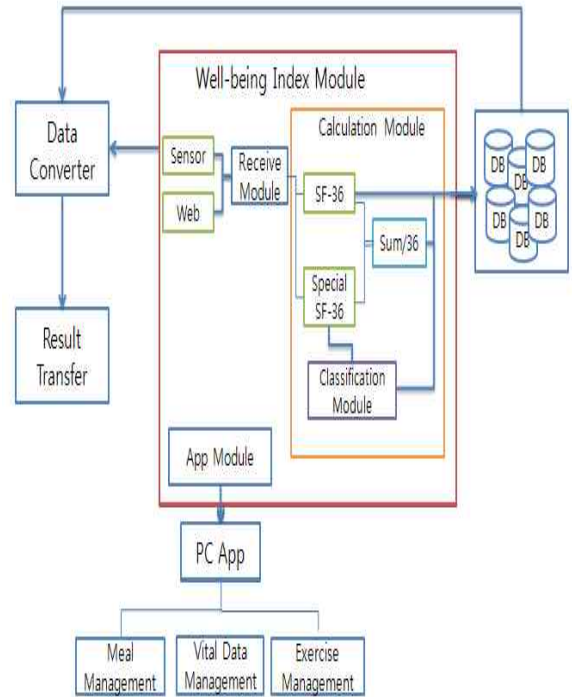 Well-being Index Module
Data
Converter
Sensor
Web
Receive
Module
Calculation Module
SF-36
Sum/36
Special
SF-36
Classification
Module
DB
DB
DB
DB
DB
DB
Result
Transfer
App Module
PC App
Meal
Management
Vital Data
Management
Exercise
Management